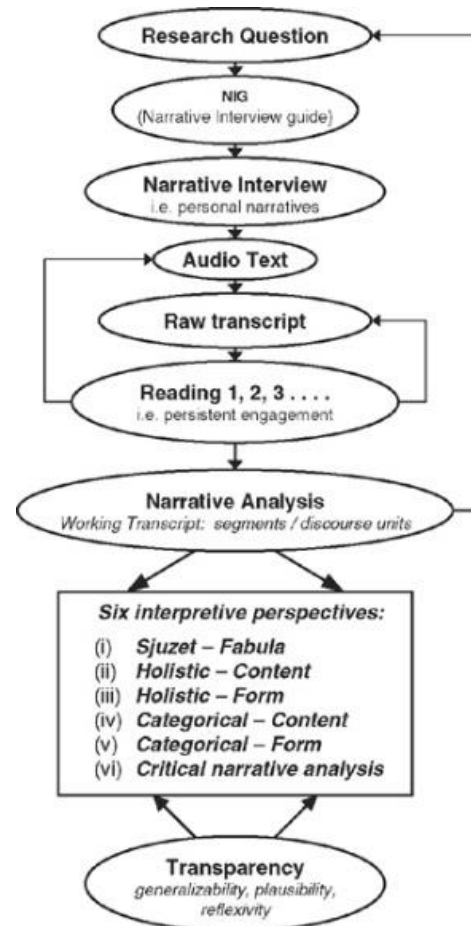 Research Question
NIG
(Narrative Interview guide)
Narrative Interview
i.e. personal narratives
Audio Text
Raw transcript
Reading 1, 2, 3 . . . .
i.e. persistent engagement
Narrative Analysis
Working Transcript: segments / discourse units
Six interpretive perspectives:
(i) Sjuzet – Fabula
(ii) Holistic – Content
(iii) Holistic – Form
(iv) Categorical – Content
(v) Categorical – Form
(vi) Critical narrative analysis
Transparency
generalizability, plausibility,
reflexivity